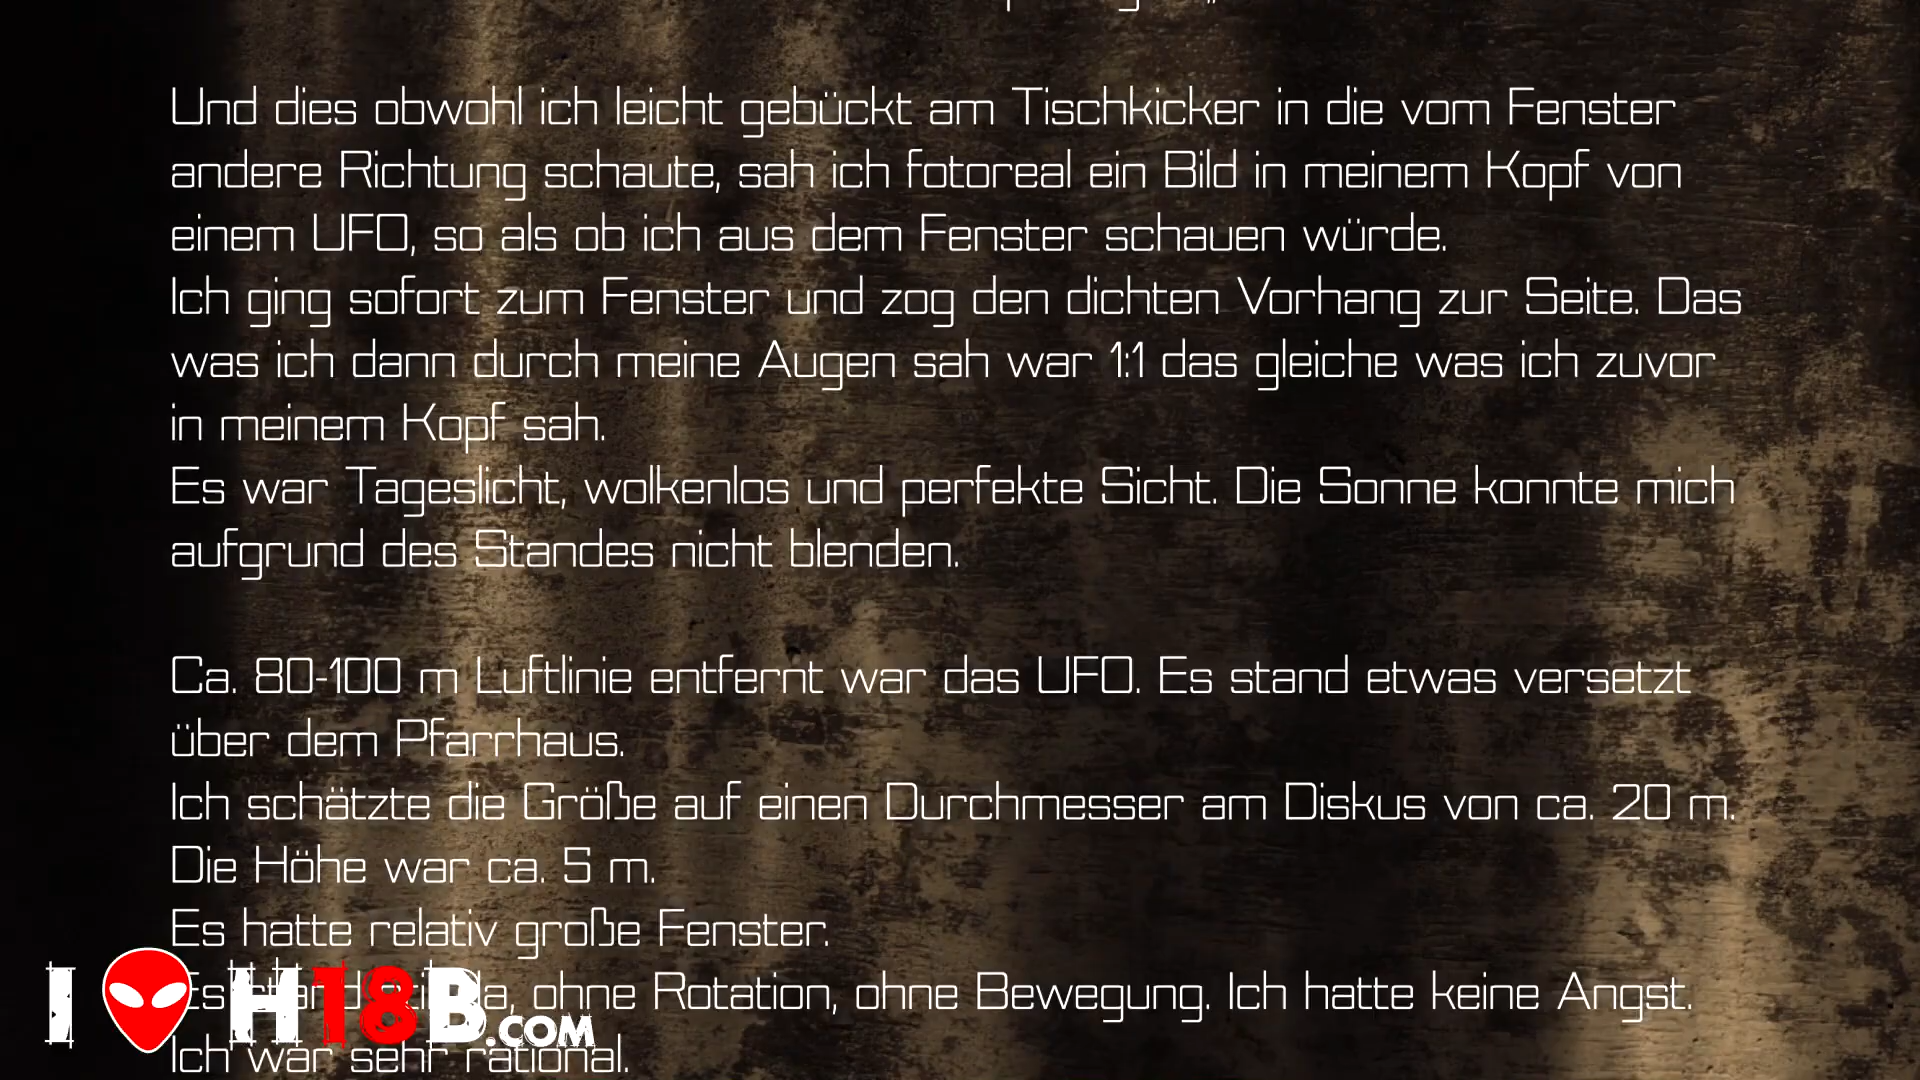 Und dies obwohl ich leicht gebückt am Tischkicker in die vom Fenster
andere Richtung schaute, sah ich fotoreal ein Bild in meinem Kopf von
einem UFO, so als ob ich aus dem Fenster schauen würde.
Ich ging sofort zum Fenster und zog den dichten Vorhang zur Seite. Das
was ich dann durch meine Augen sah war 1:1 das gleiche was ich zuvor
in meinem Kopf sah.
Es war Tageslicht, wolkenlos und perfekte Sicht. Die Sonne konnte mich
aufgrund des Standes nicht blenden.
Ca. 80-100 m Luftlinie entfernt war das UFO. Es stand etwas versetzt
über dem Pfarrhaus.
Ich schätzte die Größe auf einen Durchmesser am Diskus von ca. 20 m.
Die Höhe war ca. 5 m.
Es hatte relativ große Fenster.
Es stand da, ohne Rotation, ohne Bewegung. Ich hatte keine Angst.
Ich war sehr rational.
I H18B.COM